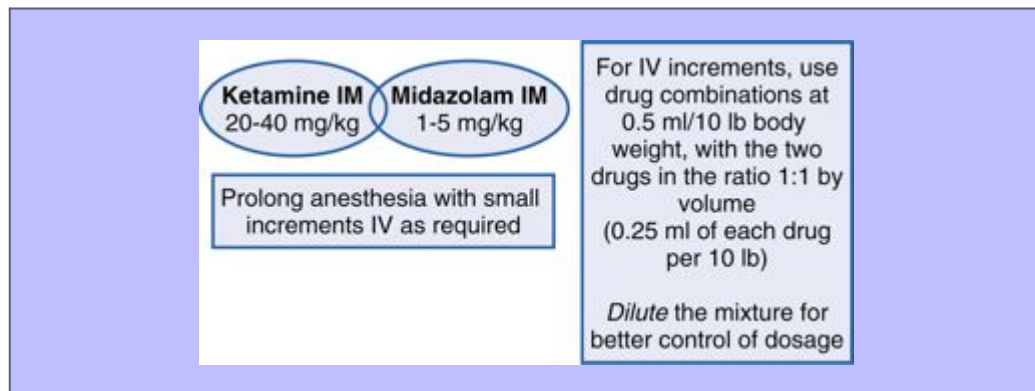 Ketamine IM
20-40 mg/kg
Midazolam IM
1-5 mg/kg
Prolong anesthesia with small
increments IV as required
For IV increments, use
drug combinations at
0.5 ml/10 lb body
weight, with the two
drugs in the ratio 1:1 by
volume
(0.25 ml of each drug
per 10 lb)
Dilute the mixture for
better control of dosage